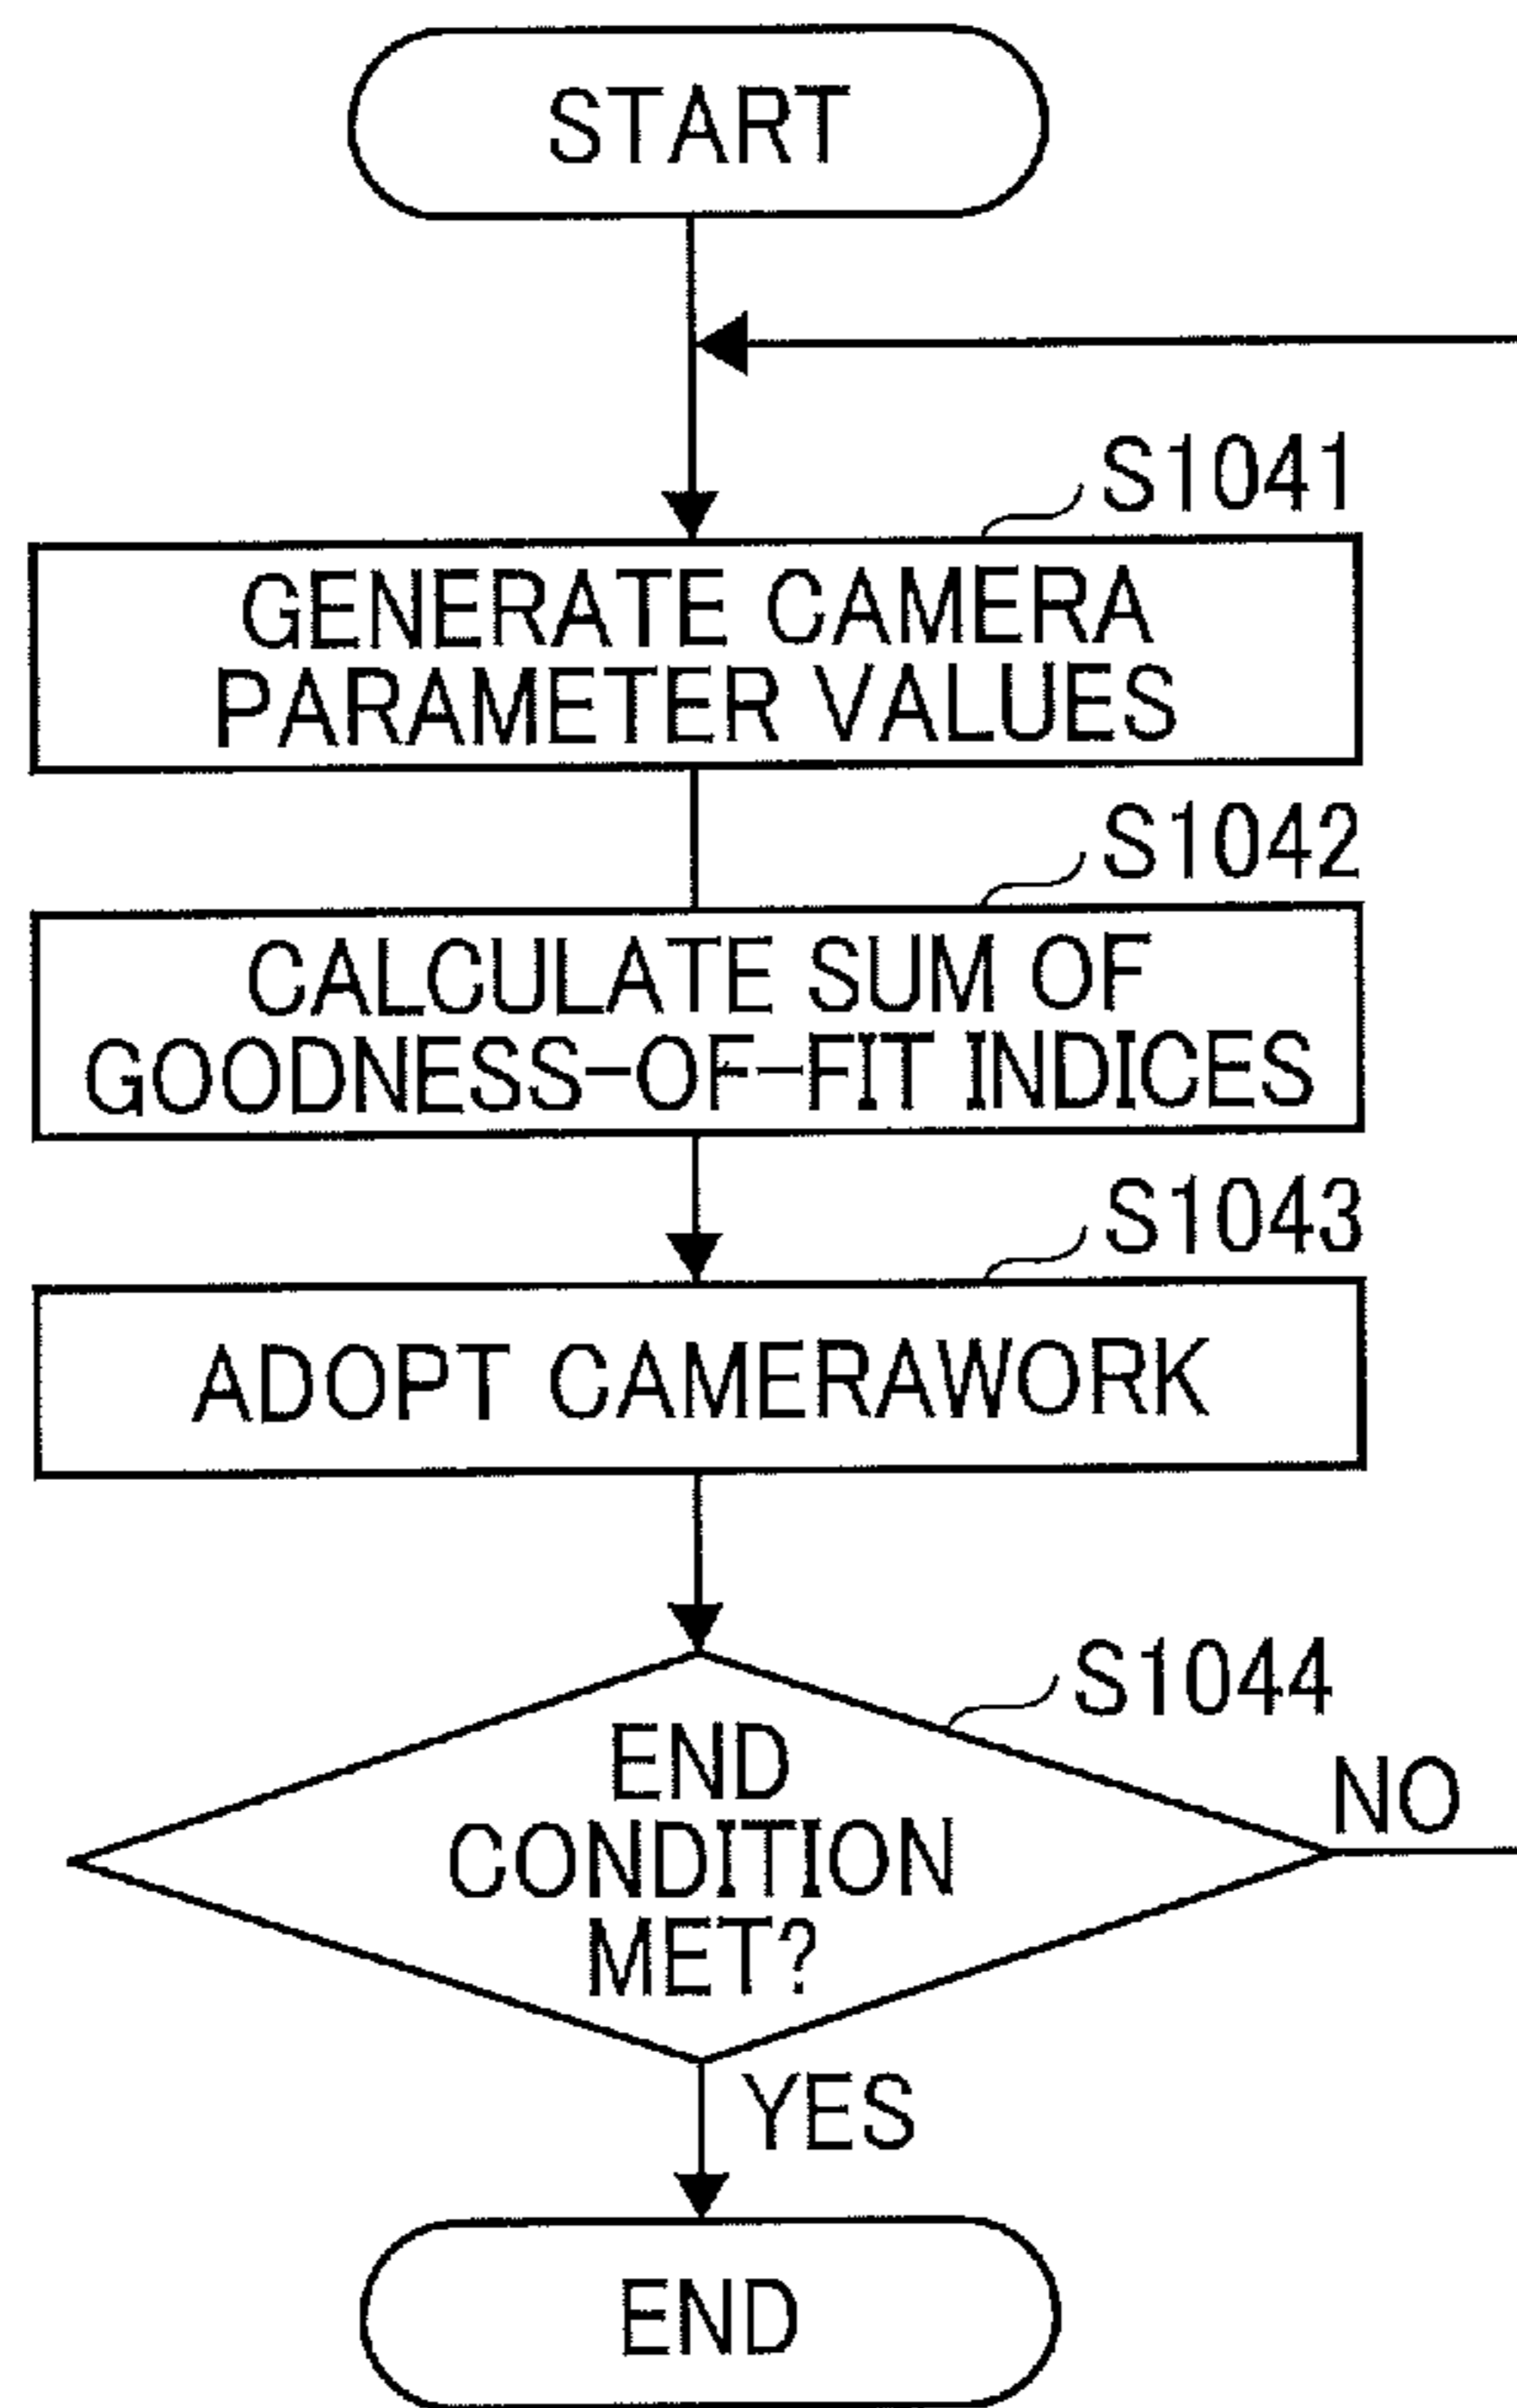 START
S1041
GENERATE CAMERA
PARAMETER VALUES
S1042
CALCULATE SUM OF
GOODNESS-OF-FIT INDICES
S1043
ADOPT CAMERAWORK
S1044
END
CONDITION
MET?
NO
YES
END